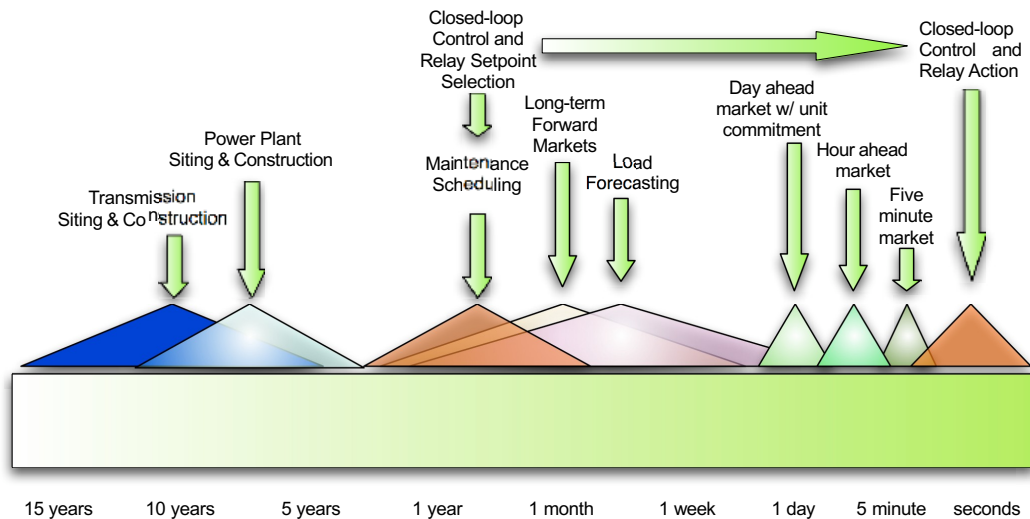 Closed-loop
Control and
Relay Setpoint
Selection
Closed-loop
Control and
Relay Action
Day ahead
market w/ unit
commitment
Long-term
Forward
Markets
Power Plant
Siting & Construction
Hour ahead
market
Maintenance
Scheduling
Load
Forecasting
Transmission
Siting & Construction
Five
minute
market
15 years
10 years
5 years
1 year
1 month
1 week
1 day
5 minute
seconds